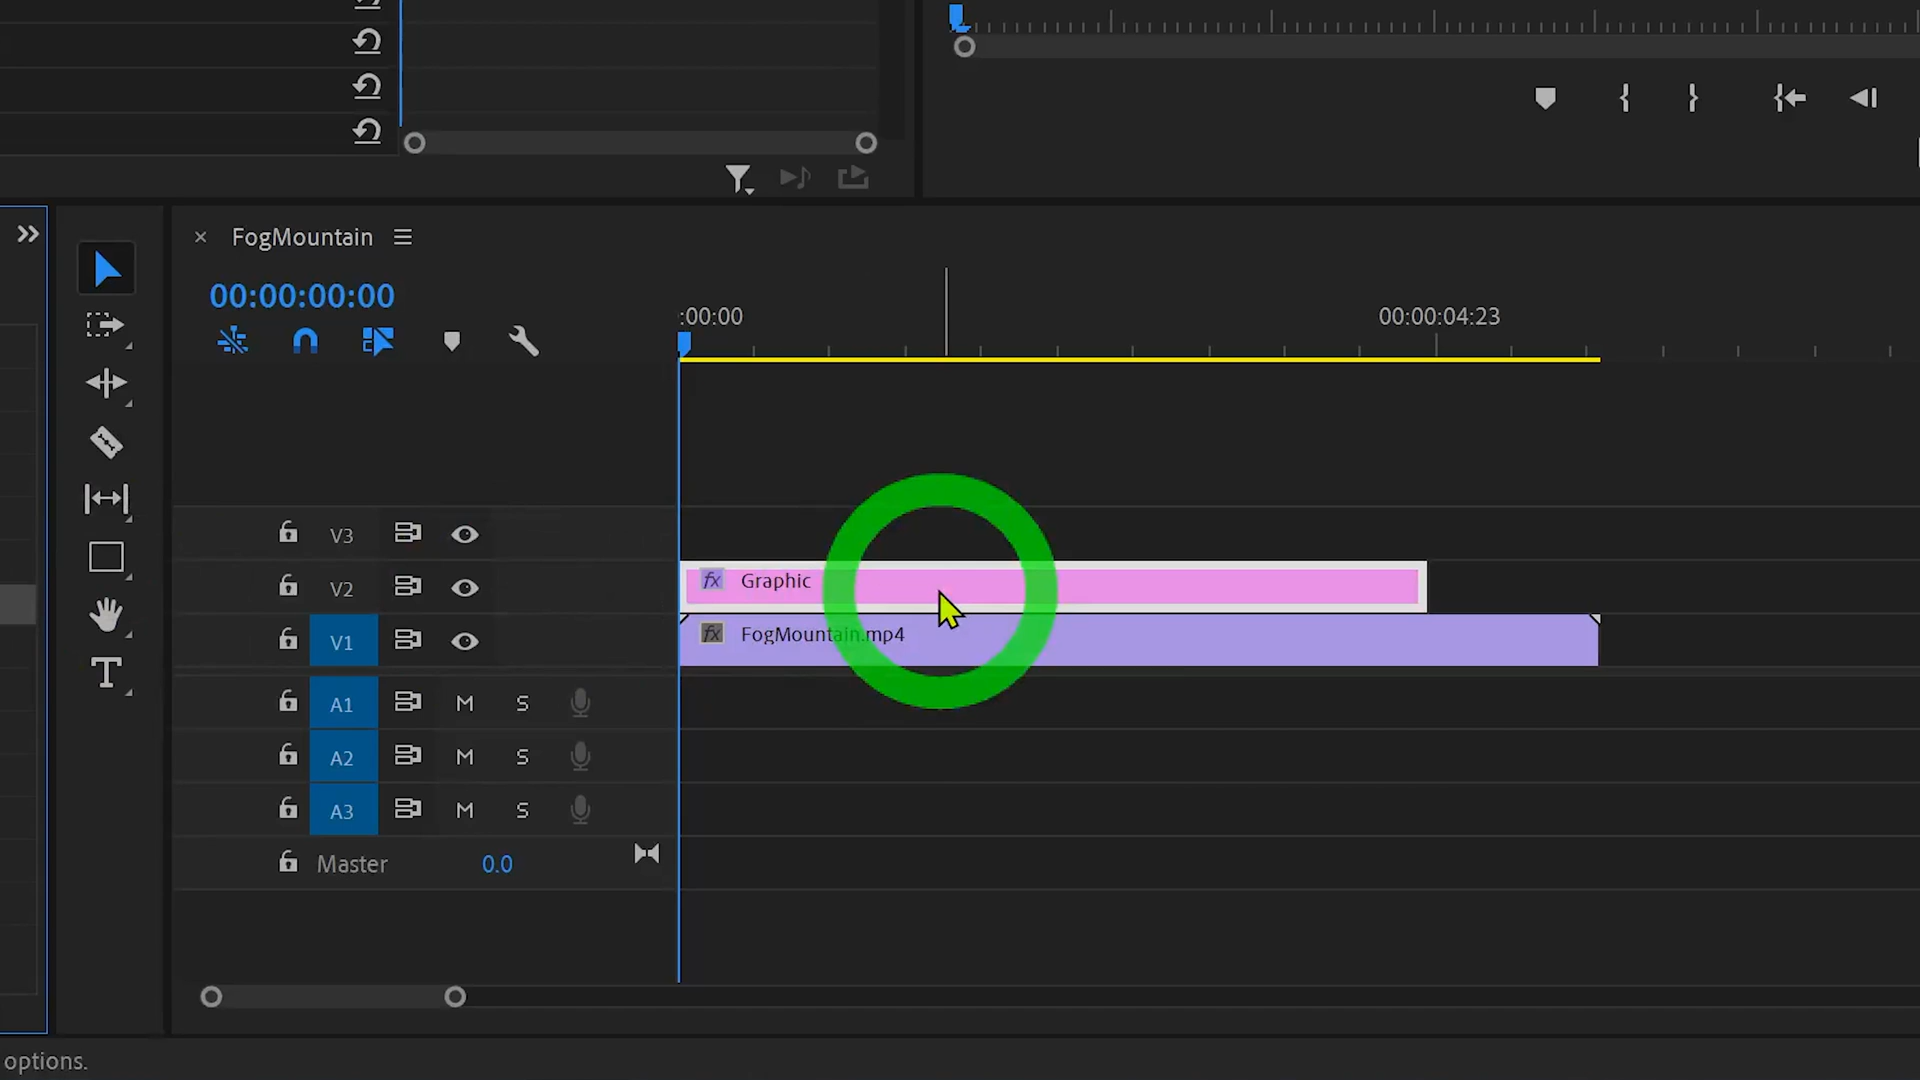 FogMountain
00:00:00:00
:00:00
00:00:04:23
V3
V2
fx Graphic
V1
fx FogMountain.mp4
A1 M S
A2 M S
A3 M S
Master 0.0
T
options.